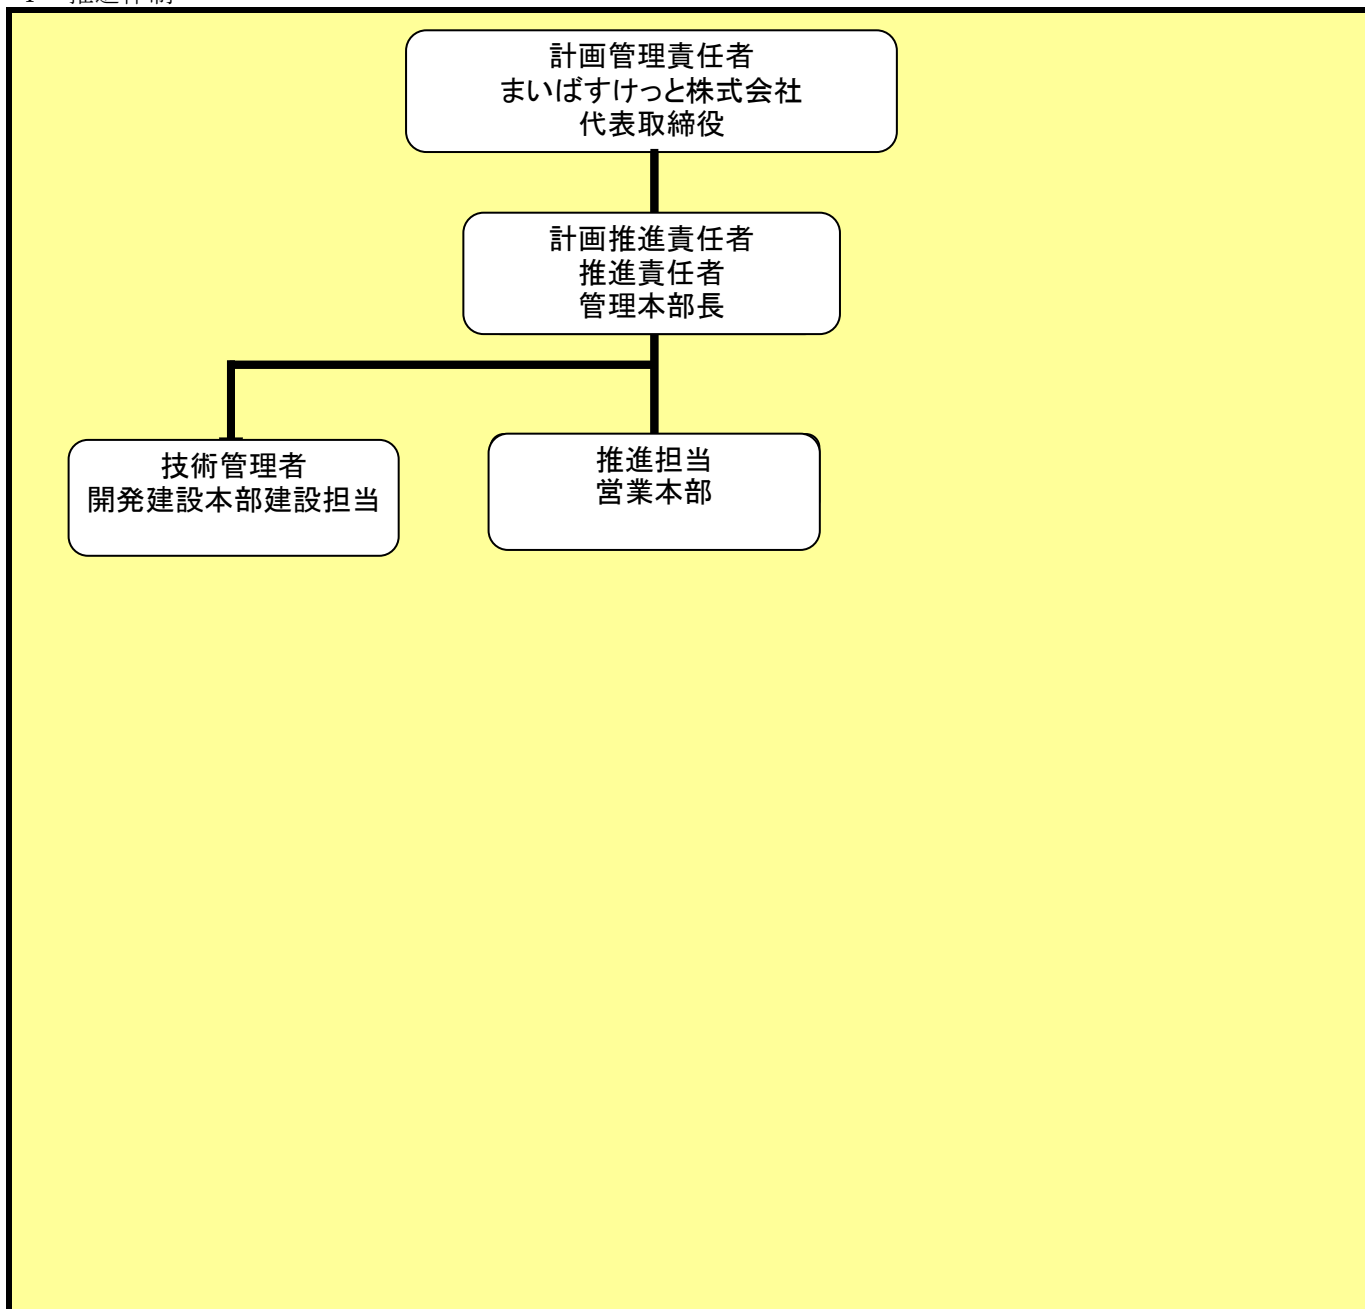 計画管理責任者
まいばすけっと株式会社
代表取締役
計画推進責任者
推進責任者
管理本部長
技術管理者
開発建設本部建設担当
推進担当
営業本部